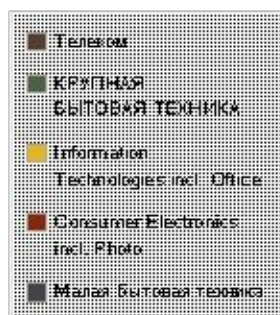 Телеком
КРУПНАЯ
БЫТОВАЯ ТЕХНИКА
Information
Technologies incl. Office
Consumer Electronics
incl. Photo
Малая бытовая техника